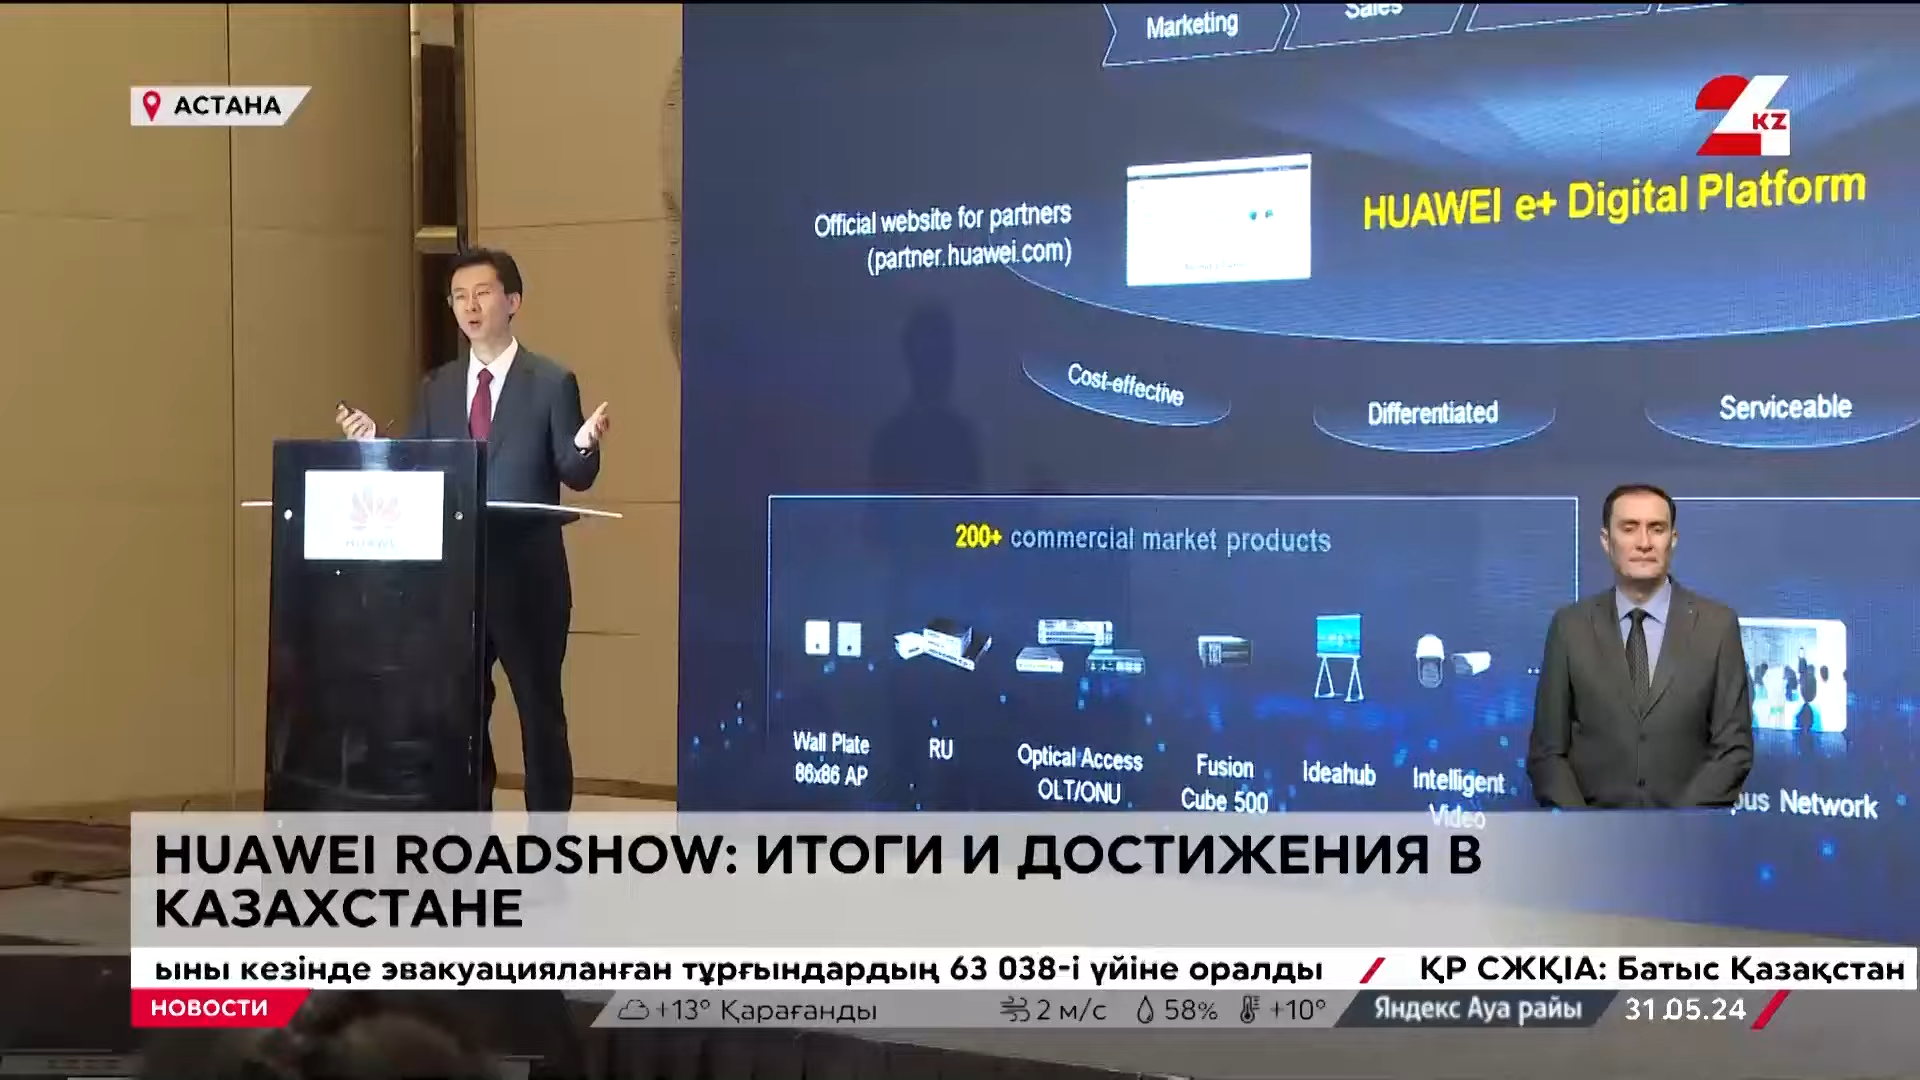 Marketing
Sales
АСТАНА
24 KZ
Official website for partners
(partner.huawei.com)
HUAWEI e+ Digital Platform
Cost-effective
Differentiated
Serviceable
200+ commercial market products
Wall Plate
86x86 AP
RU
Optical Access
OLT/ONU
Fusion
Cube 500
Ideahub
Intelligent
Video
Network
HUAWEI
HUAWEI ROADSHOW: ИТОГИ И ДОСТИЖЕНИЯ В
КАЗАХСТАНЕ
ыны кезінде эвакуацияланған тұрғындардың 63 038-і үйіне оралды / ҚР СЖҚІА: Батыс Қазақстан
НОВОСТИ
+13° Қарағанды
2 м/с
58%
+10°
Яндекс Ауа райы
31.05.24